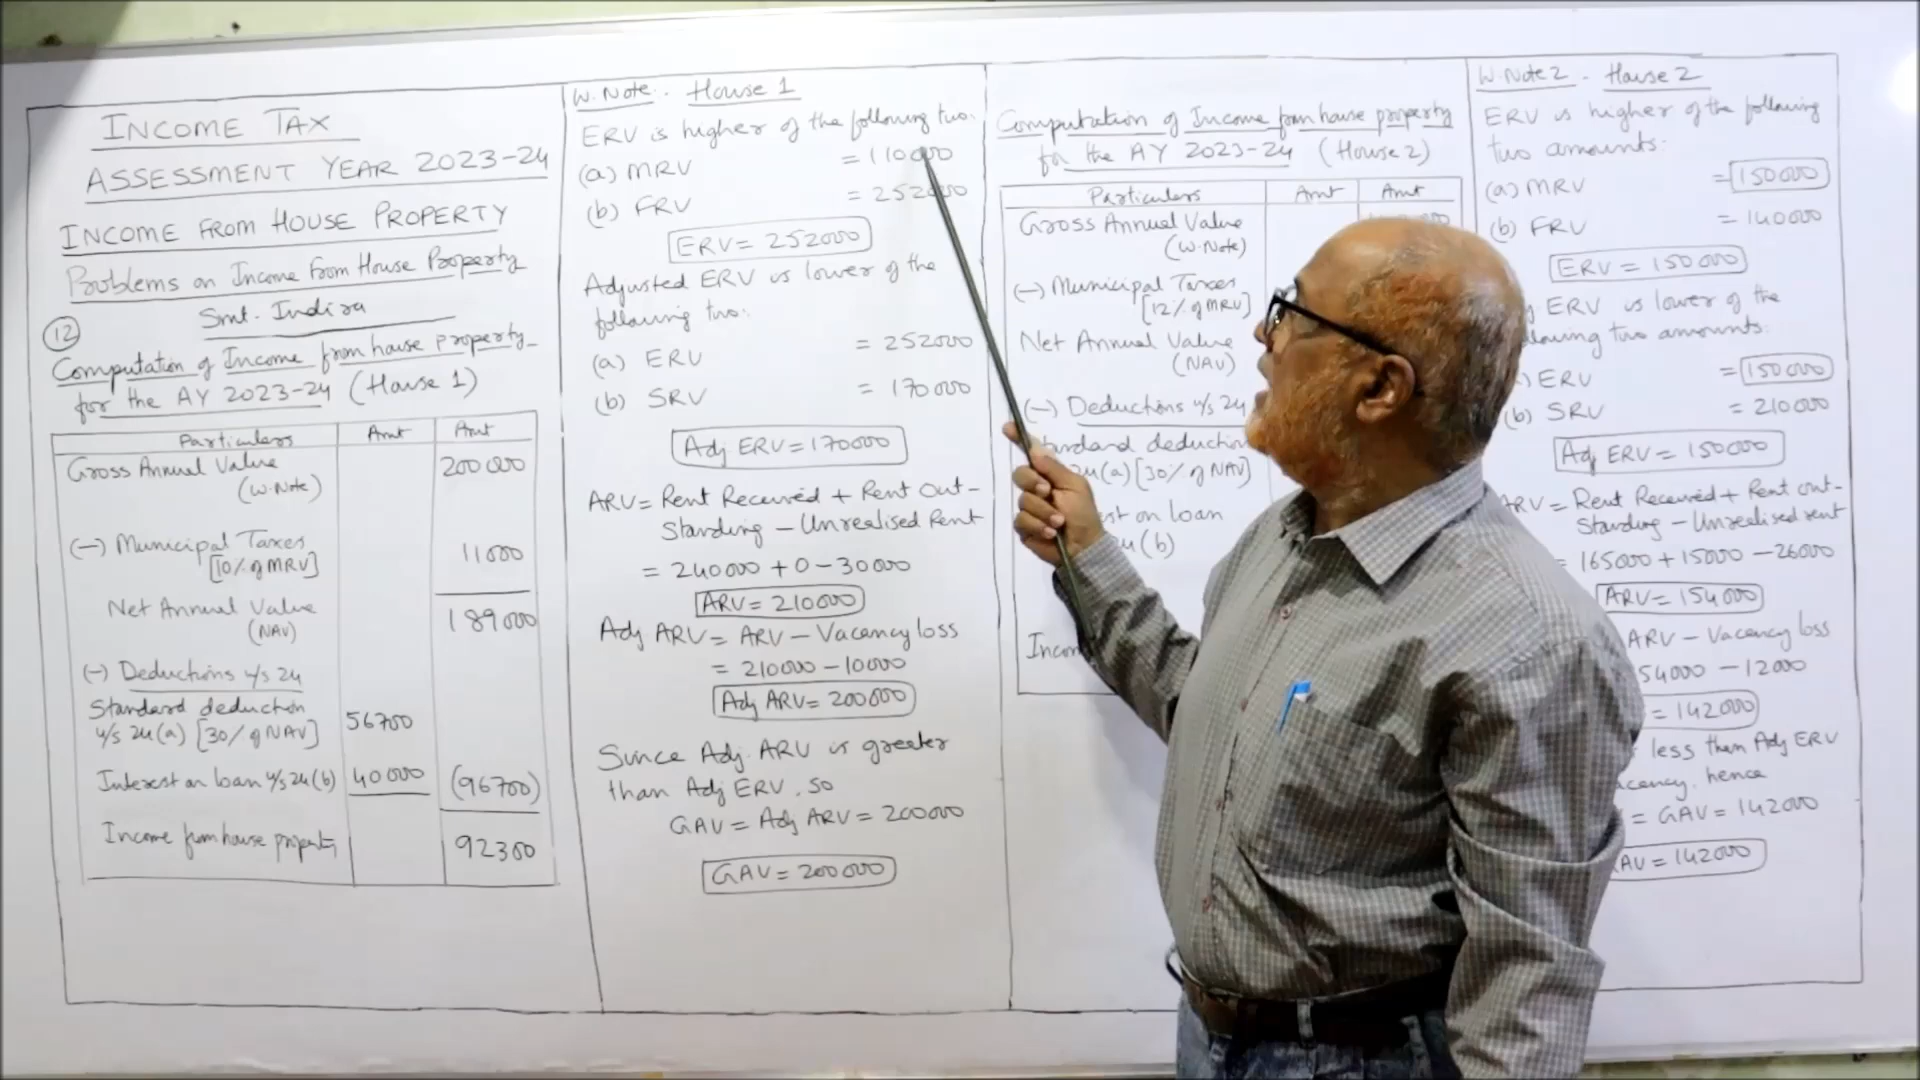 INCOME TAX
ASSESSMENT YEAR 2023-24
INCOME FROM HOUSE PROPERTY
Problems on Income from House Property
Smt. Indira
12
Computation of Income from house property
for the AY 2023-24 (House 1)
Particulars Amt Amt
Gross Annual Value 200000
(W.Note)
(-) Municipal Taxes 11000
[10% of MRV]
Net Annual Value 189000
(NAV)
(-) Deductions u/s 24
Standard deduction 56700
u/s 24(a) [30% of NAV]
Interest on loan u/s 24(b) 40000 (96700)
Income from house property 92300
W.Note. House 1
ERV is higher of the following two:
(a) MRV = 110000
(b) FRV = 252000
ERV = 252000
Adjusted ERV is lower of the
following two:
(a) ERV = 252000
(b) SRV = 170000
Adj ERV = 170000
ARV = Rent Received + Rent Out-
Standing - Unrealised Rent
= 240000 + 0 - 30000
ARV = 210000
Adj ARV = ARV - Vacancy loss
= 210000 - 10000
Adj ARV = 200000
Since Adj. ARV is greater
than Adj ERV, so
GAV = Adj ARV = 200000
GAV = 200000
Computation of Income from house property
for the AY 2023-24 (House 2)
Particulars Amt Amt
Gross Annual Value
(W.Note)
(-) Municipal Taxes
[12% of MRV]
Net Annual Value
(NAV)
(-) Deductions u/s 24
deduction
24(a) [30% of NAV]
on loan
(b)
W.Note 2. House 2
ERV is higher of the following
two amounts:
(a) MRV = 150000
(b) FRV = 140000
ERV = 150000
ERV is lower of the
two amounts:
ERV = 150000
(b) SRV = 210000
Adj ERV = 150000
ARV = Rent Received + Rent out-
Standing - Unrealised rent
= 165000 + 15000 - 26000
ARV = 154000
ARV - Vacancy loss
54000 - 12000
= 142000
less than Adj ERV
hence
= GAV = 142000
= 142000